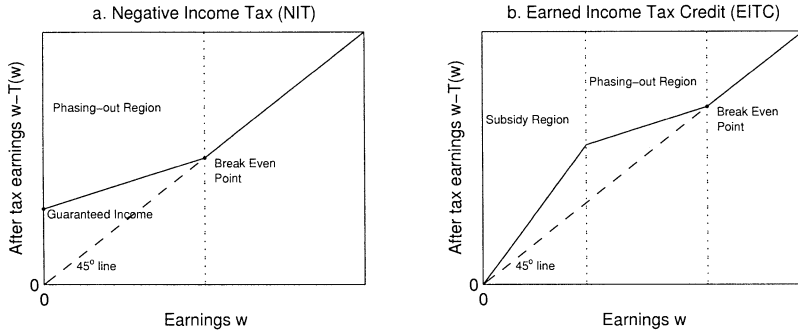 a. Negative Income Tax (NIT)
After tax earnings w−T(w)
Phasing−out Region
Break Even
Point
Guaranteed Income
45° line
0
0
Earnings w
b. Earned Income Tax Credit (EITC)
After tax earnings w−T(w)
Phasing−out Region
Subsidy Region
Break Even
Point
45° line
0
0
Earnings w